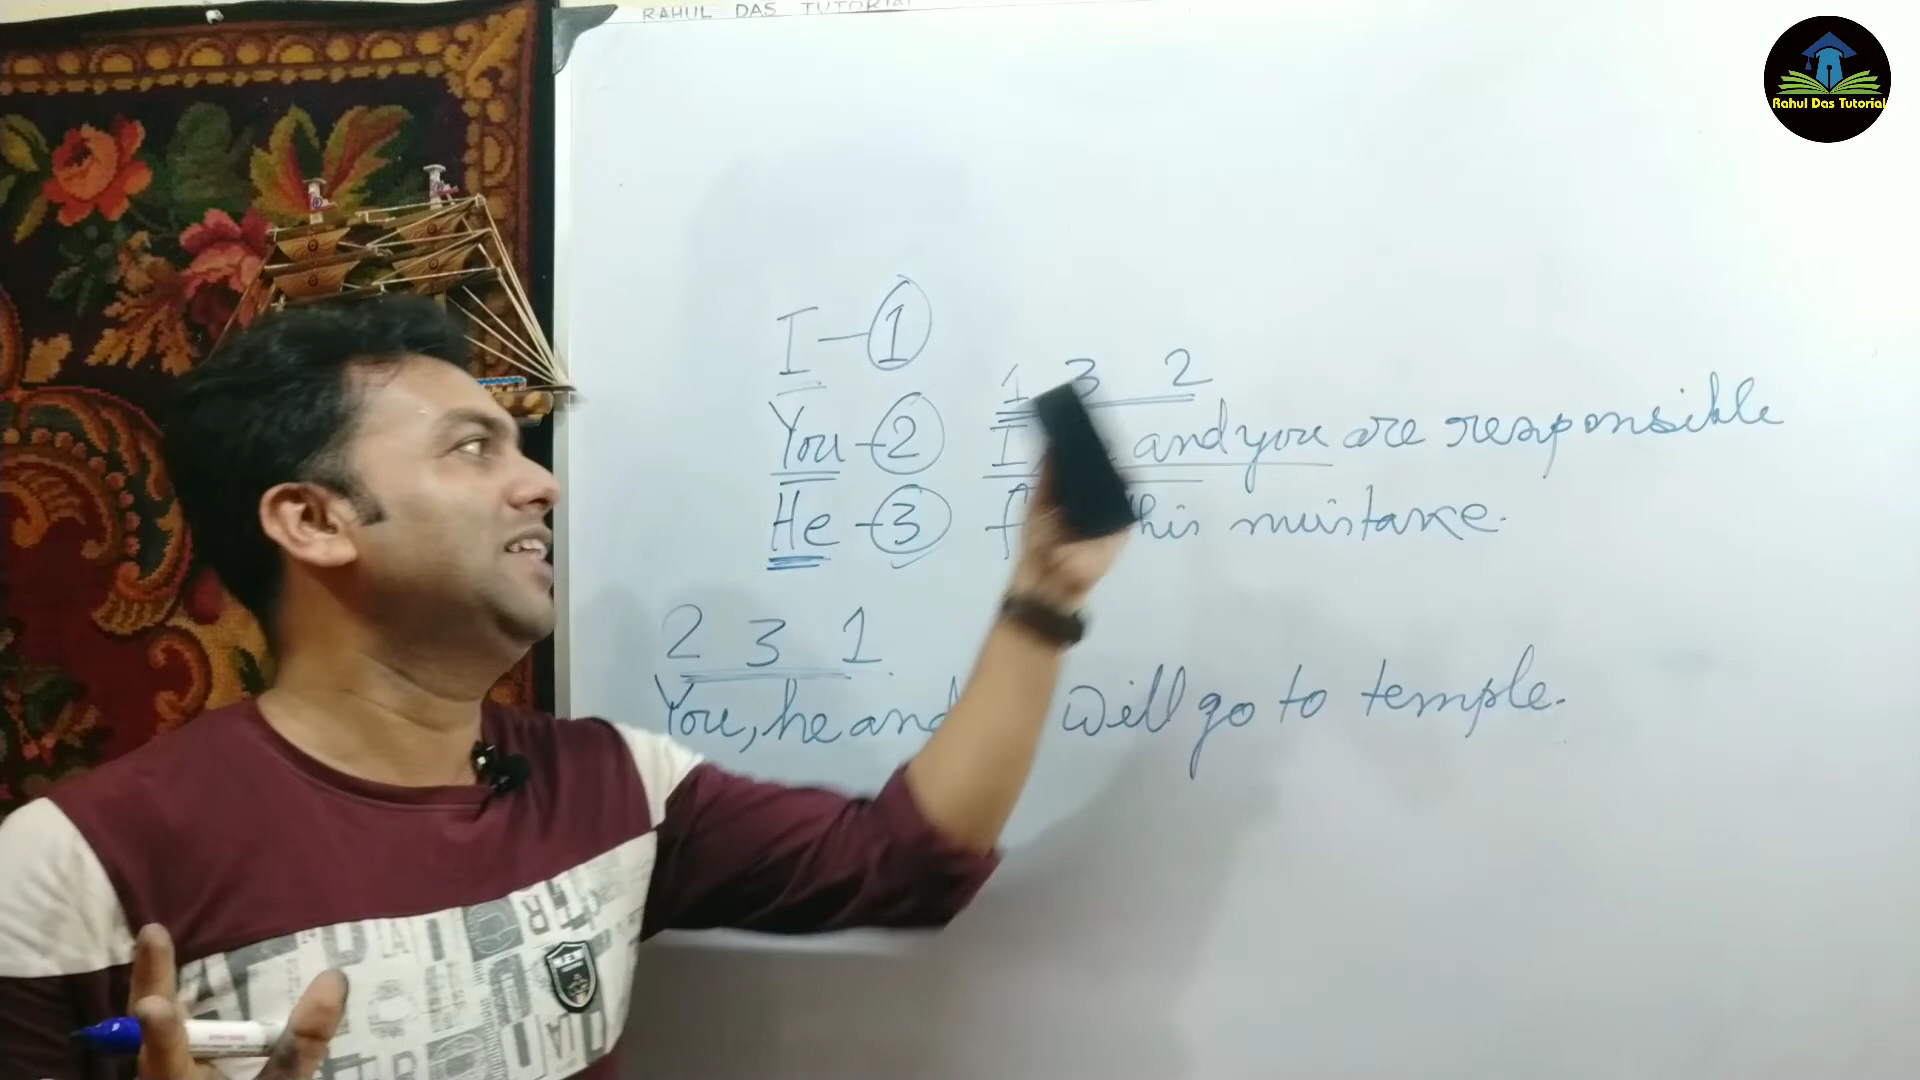 RAHUL DAS TUTORIAL
Rahul Das Tutorial
I - 1
You - 2
He - 3
1 3 2
I and you are responsible
this mistake.
2 3 1
You, he and will go to temple.